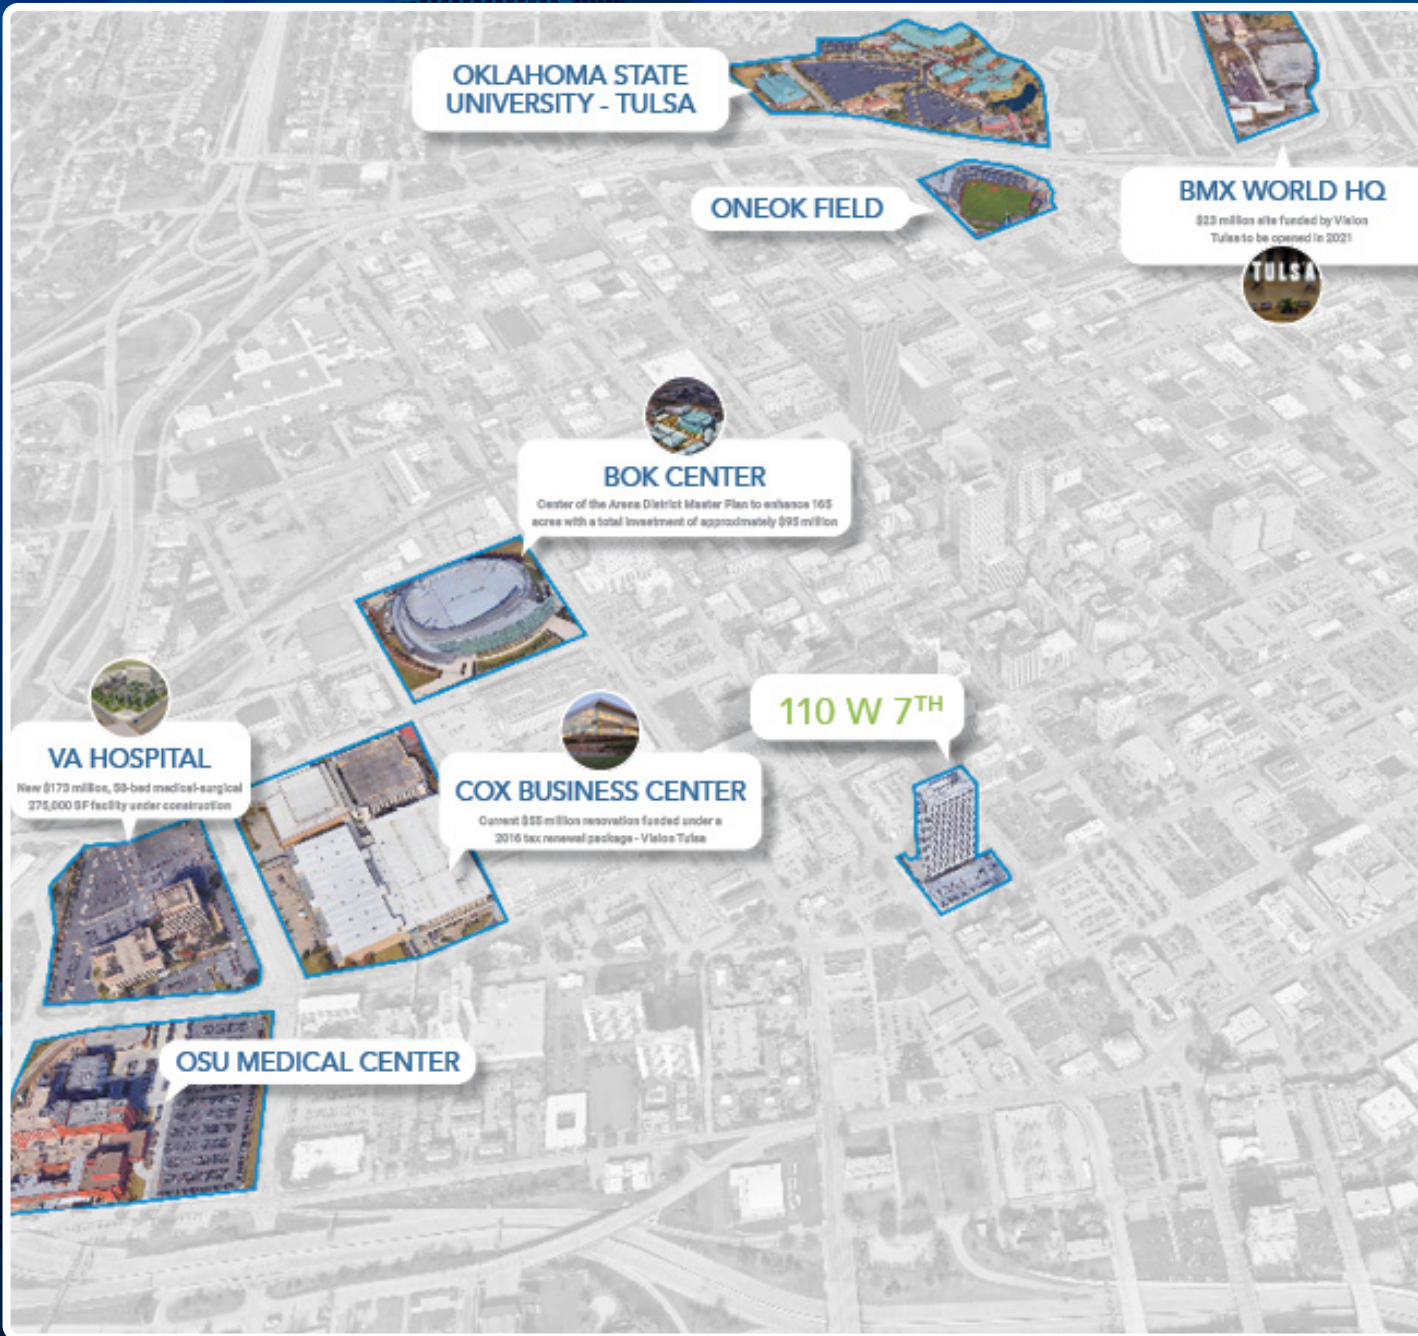 OKLAHOMA STATE
UNIVERSITY - TULSA
ONEOK FIELD
BMX WORLD HQ
$23 million site funded by Vision
Tulsa to be opened in 2021
TULSA
BOK CENTER
Center of the Arena District Master Plan to enhance 165
acres with a total investment of approximately $95 million
110 W 7TH
VA HOSPITAL
New $173 million, 58-bed medical-surgical
275,000 SF facility under construction
COX BUSINESS CENTER
Current $55 million renovation funded under a
2016 tax renewal package - Vision Tulsa
OSU MEDICAL CENTER